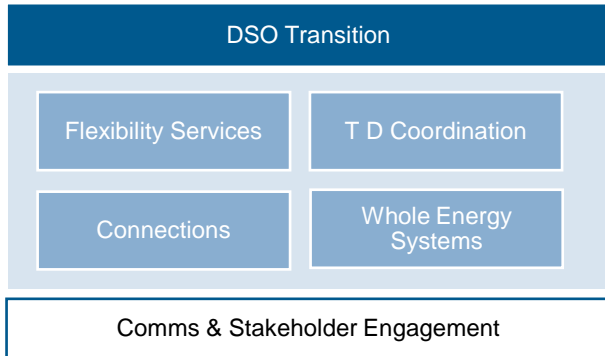 DSO Transition
Flexibility Services
T D Coordination
Connections
Whole Energy
Systems
Comms & Stakeholder Engagement